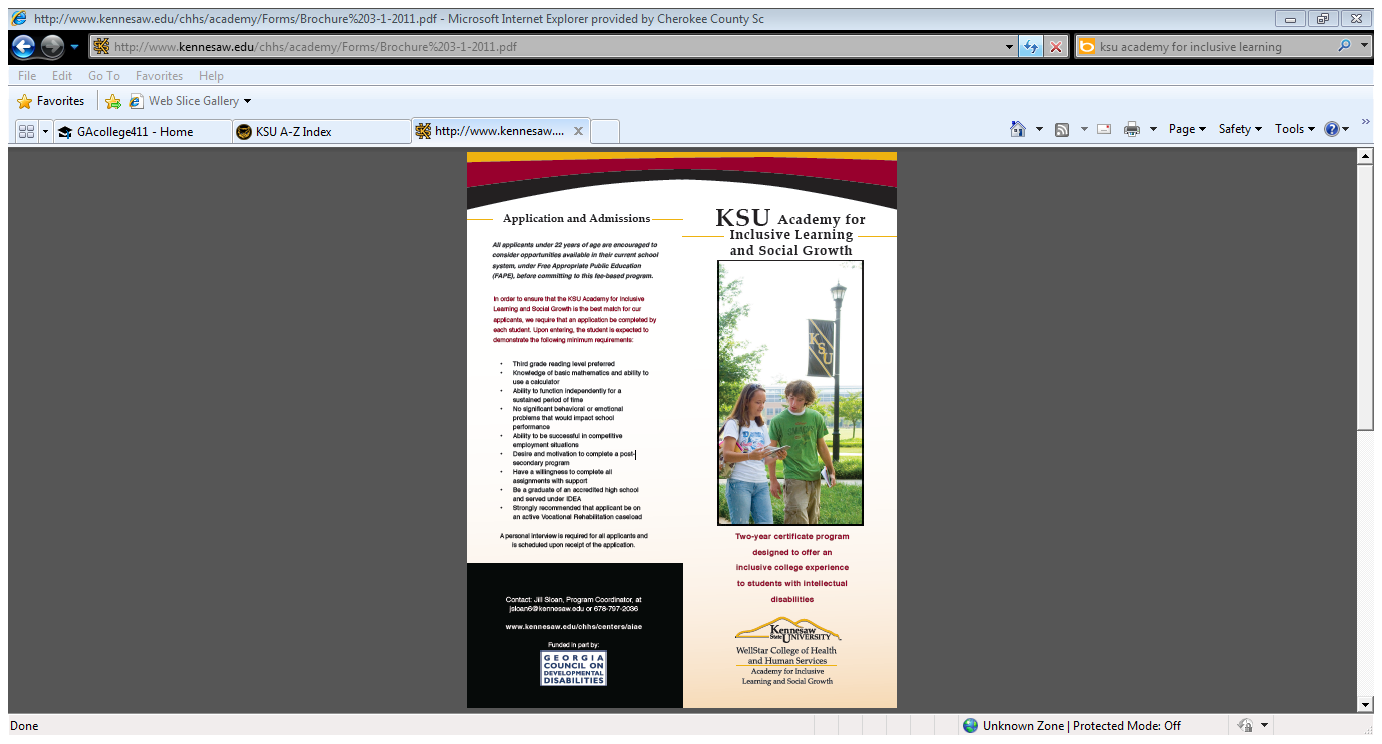 http://www.kennesaw.edu/chhs/academy/Forms/Brochure%203-1-2011.pdf - Microsoft Internet Explorer provided by Cherokee County Sc
http://www.kennesaw.edu/chhs/academy/Forms/Brochure%203-1-2011.pdf
ksu academy for inclusive learning
File Edit Go To Favorites Help
Favorites Web Slice Gallery
GAcollege411 - Home KSU A-Z Index http://www.kennesaw.... Page Safety Tools
Application and Admissions
All applicants under 22 years of age are encouraged to
consider opportunities available in their current school
system, under Free Appropriate Public Education
(FAPE), before committing to this fee-based program.
In order to ensure that the KSU Academy for Inclusive
Learning and Social Growth is the best match for our
applicants, we require that an application be completed by
each student. Upon entering, the student is expected to
demonstrate the following minimum requirements:
• Third grade reading level preferred
• Knowledge of basic mathematics and ability to
use a calculator
• Ability to function independently for a
sustained period of time
• No significant behavioral or emotional
problems that would impact school
performance
• Ability to be successful in competitive
employment situations
• Desire and motivation to complete a post-
secondary program
• Have a willingness to complete all
assignments with support
• Be a graduate of an accredited high school
and served under IDEA
• Strongly recommended that applicant be on
an active Vocational Rehabilitation caseload
A personal interview is required for all applicants and
is scheduled upon receipt of the application.
Contact: Jill Sloan, Program Coordinator, at
jsloan6@kennesaw.edu or 678-797-2036
www.kennesaw.edu/chhs/centers/aiae
Funded in part by:
GEORGIA
COUNCIL ON
DEVELOPMENTAL
DISABILITIES
KSU Academy for
Inclusive Learning
and Social Growth
KSU
Two-year certificate program
designed to offer an
inclusive college experience
to students with intellectual
disabilities
Kennesaw
State UNIVERSITY
WellStar College of Health
and Human Services
Academy for Inclusive
Learning and Social Growth
Done
Unknown Zone | Protected Mode: Off